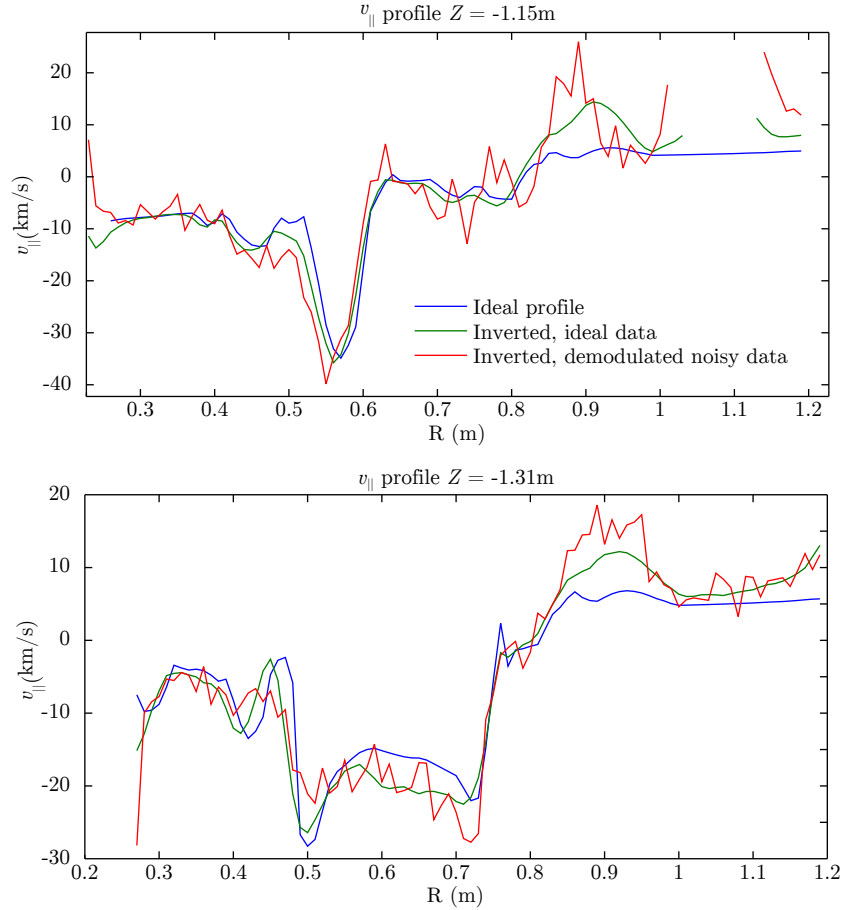 v|| profile Z = -1.15m
20
10
0
-10
-20
-30
-40
v||(km/s)
Ideal profile
Inverted, ideal data
Inverted, demodulated noisy data
0.3 0.4 0.5 0.6 0.7 0.8 0.9 1 1.1 1.2
R (m)
v|| profile Z = -1.31m
20
10
0
-10
-20
-30
v||(km/s)
0.2 0.3 0.4 0.5 0.6 0.7 0.8 0.9 1.0 1.1 1.2
R (m)